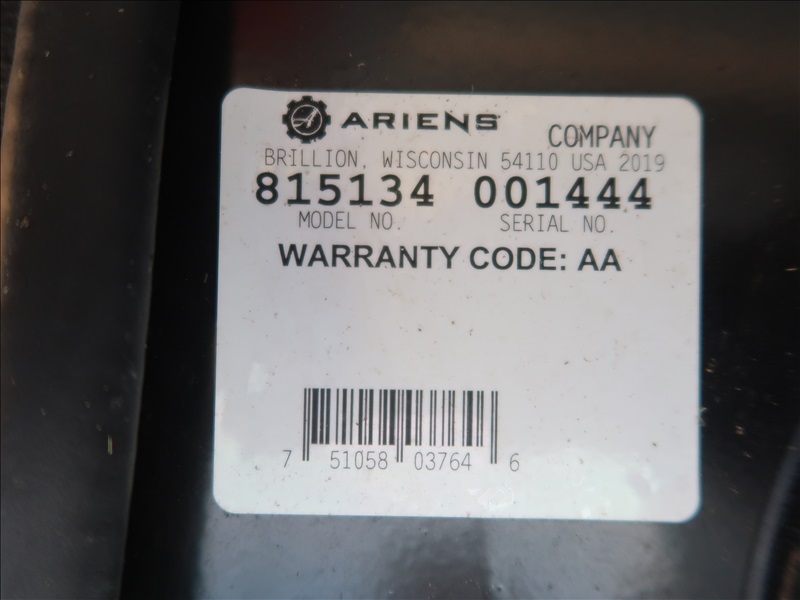 ARIENS COMPANY
BRILLION, WISCONSIN 54110 USA 2019
815134 001444
MODEL NO. SERIAL NO.
WARRANTY CODE: AA
7 51058 03764 6